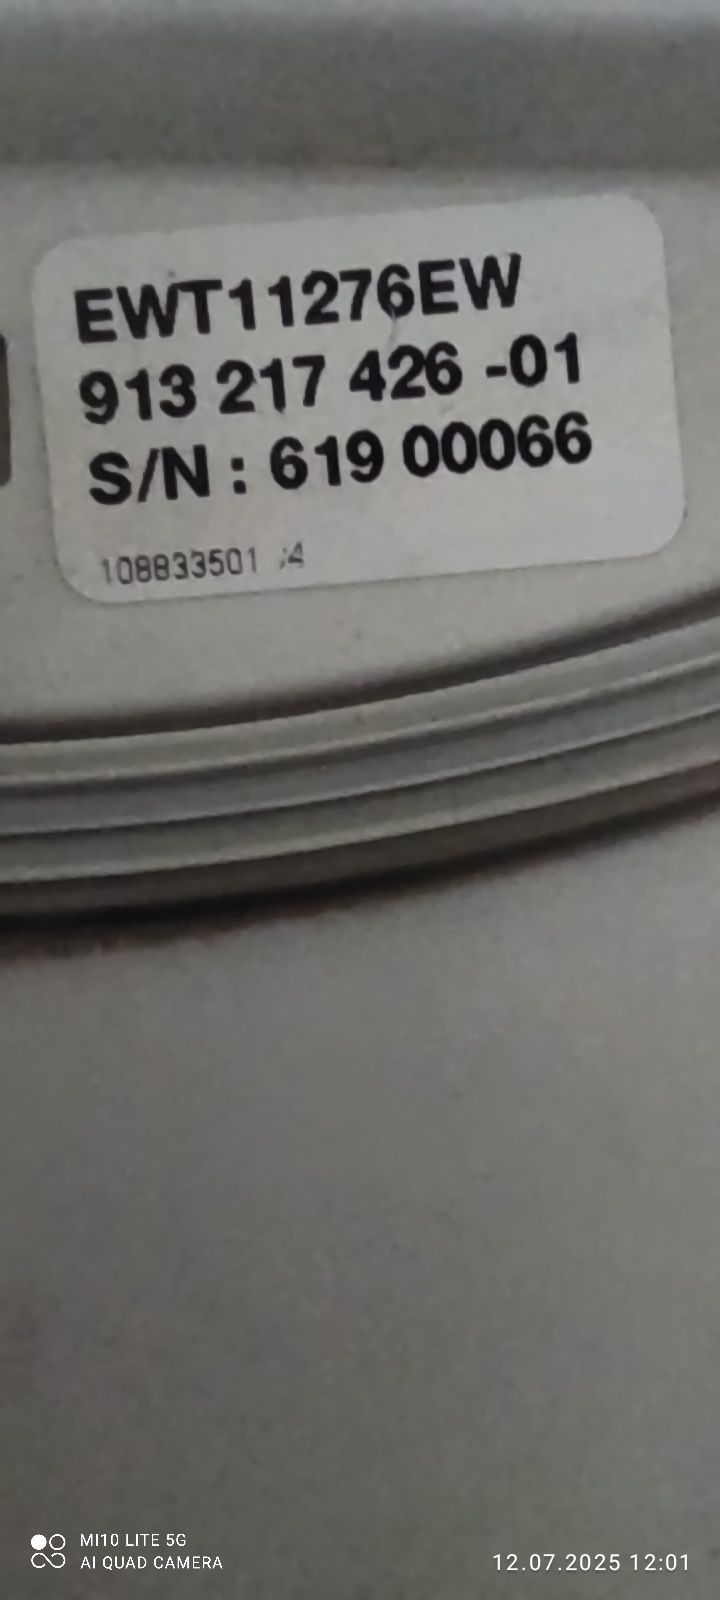 EWT11276EW
913 217 426 -01
S/N : 619 00066
108833501
MI10 LITE 5G
AI QUAD CAMERA
12.07.2025 12:01